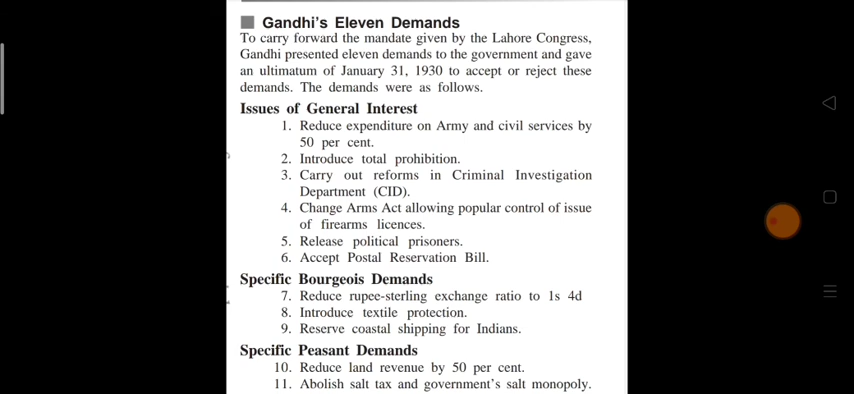 Gandhi's Eleven Demands
To carry forward the mandate given by the Lahore Congress,
Gandhi presented eleven demands to the government and gave
an ultimatum of January 31, 1930 to accept or reject these
demands. The demands were as follows.
Issues of General Interest
1. Reduce expenditure on Army and civil services by
50 per cent.
2. Introduce total prohibition.
3. Carry out reforms in Criminal Investigation
Department (CID).
4. Change Arms Act allowing popular control of issue
of firearms licences.
5. Release political prisoners.
6. Accept Postal Reservation Bill.
Specific Bourgeois Demands
7. Reduce rupee-sterling exchange ratio to 1s 4d
8. Introduce textile protection.
9. Reserve coastal shipping for Indians.
Specific Peasant Demands
10. Reduce land revenue by 50 per cent.
11. Abolish salt tax and government's salt monopoly.